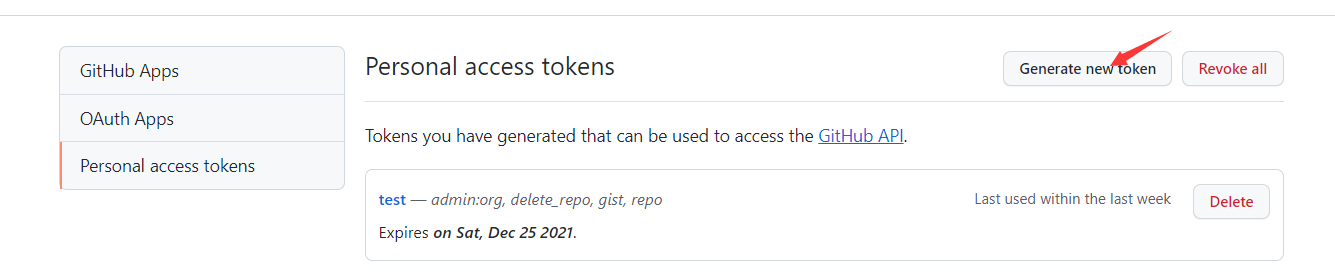 GitHub Apps
OAuth Apps
Personal access tokens
Personal access tokens
Generate new token
Revoke all
Tokens you have generated that can be used to access the GitHub API.
test — admin:org, delete_repo, gist, repo
Last used within the last week
Delete
Expires on Sat, Dec 25 2021.